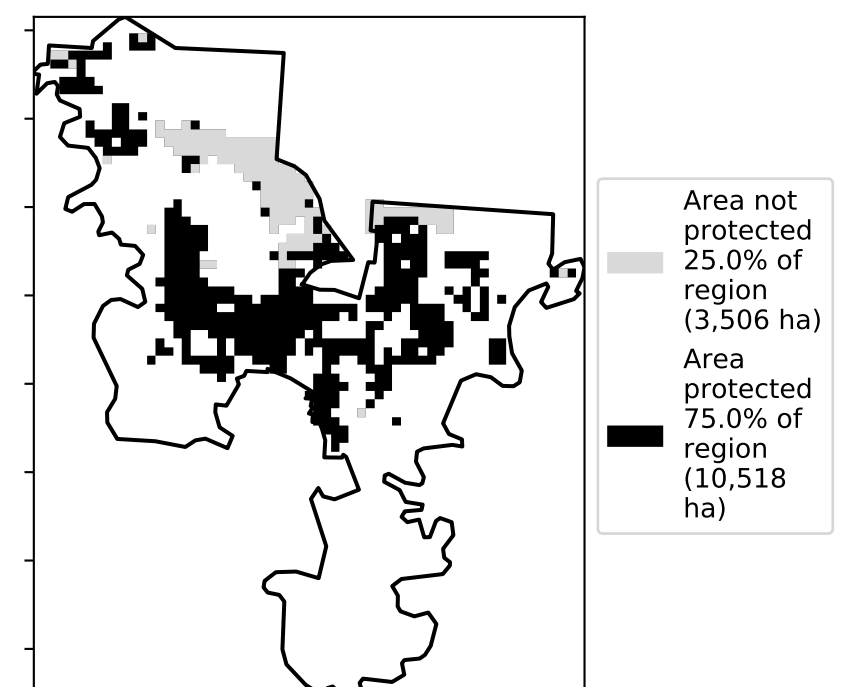 Area not
protected
25.0% of
region
(3,506 ha)
Area
protected
75.0% of
region
(10,518
ha)